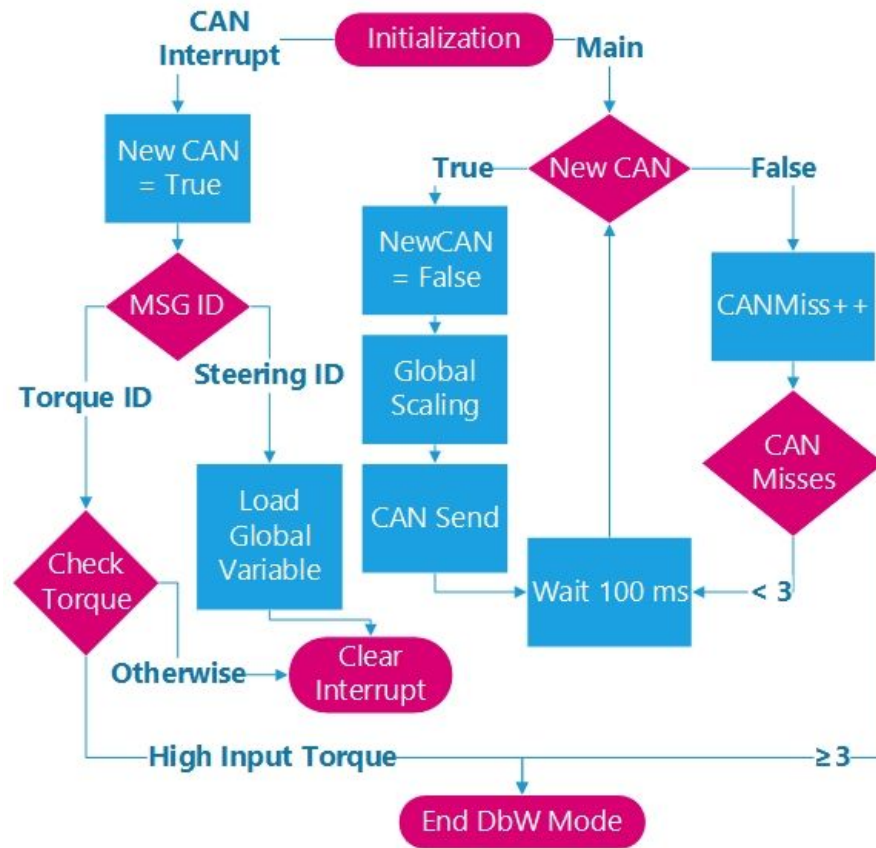 CAN
Interrupt
Initialization
Main
New CAN
= True
New CAN
True
False
NewCAN
= False
CANMiss++
MSG ID
Steering ID
Torque ID
Global
Scaling
CAN
Misses
Load
Global
Variable
CAN Send
Check
Torque
Wait 100 ms
< 3
Otherwise
Clear
Interrupt
High Input Torque
≥ 3
End DbW Mode